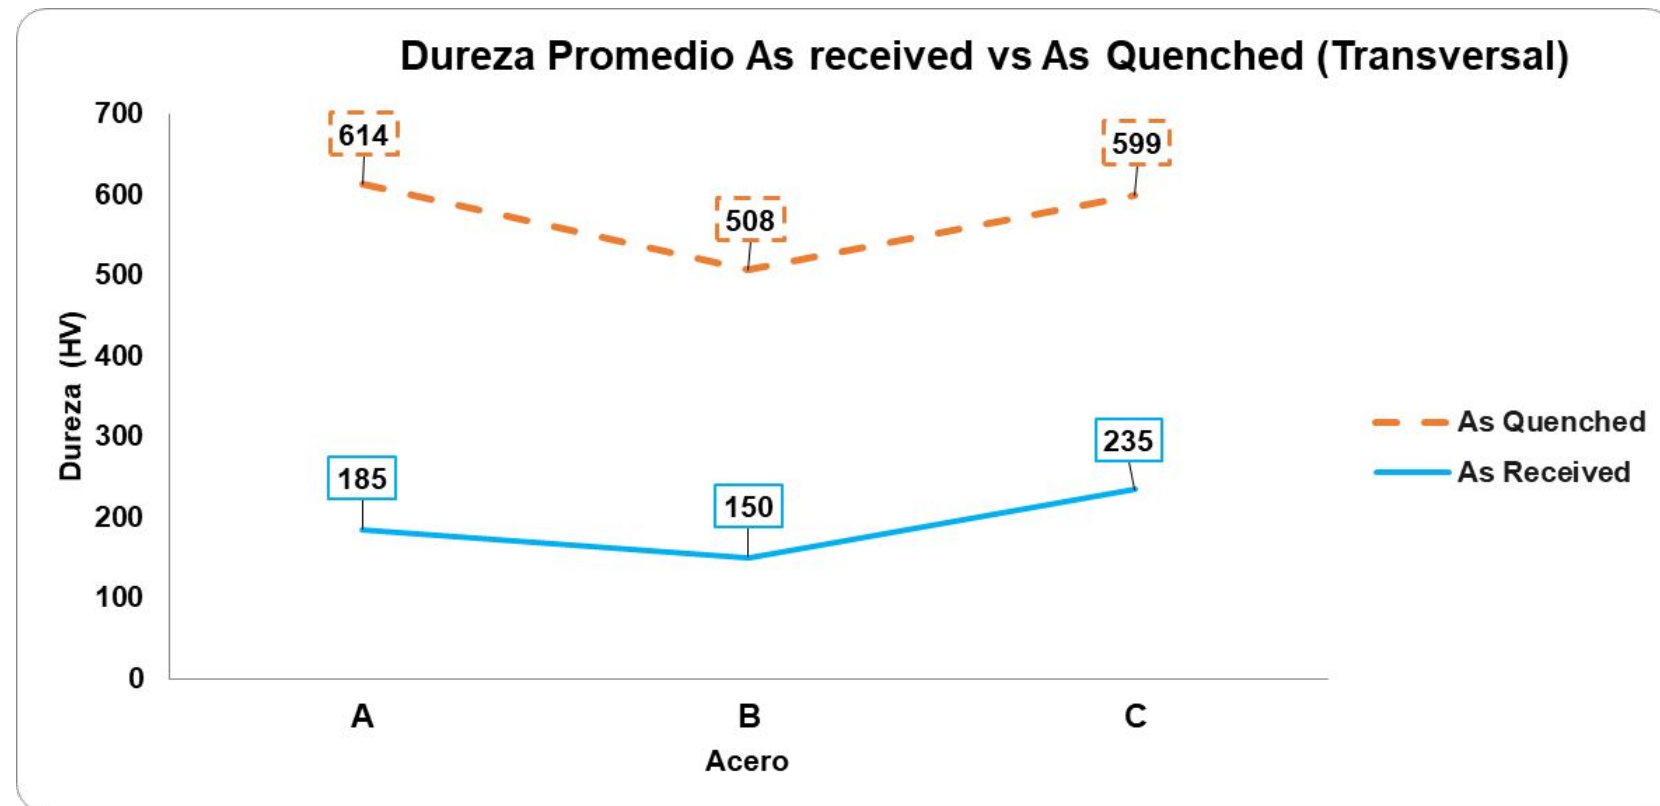 Dureza Promedio As received vs As Quenched (Transversal)
700
600
500
400
300
200
100
0
Dureza (HV)
614
508
599
185
150
235
As Quenched
As Received
A
B
C
Acero